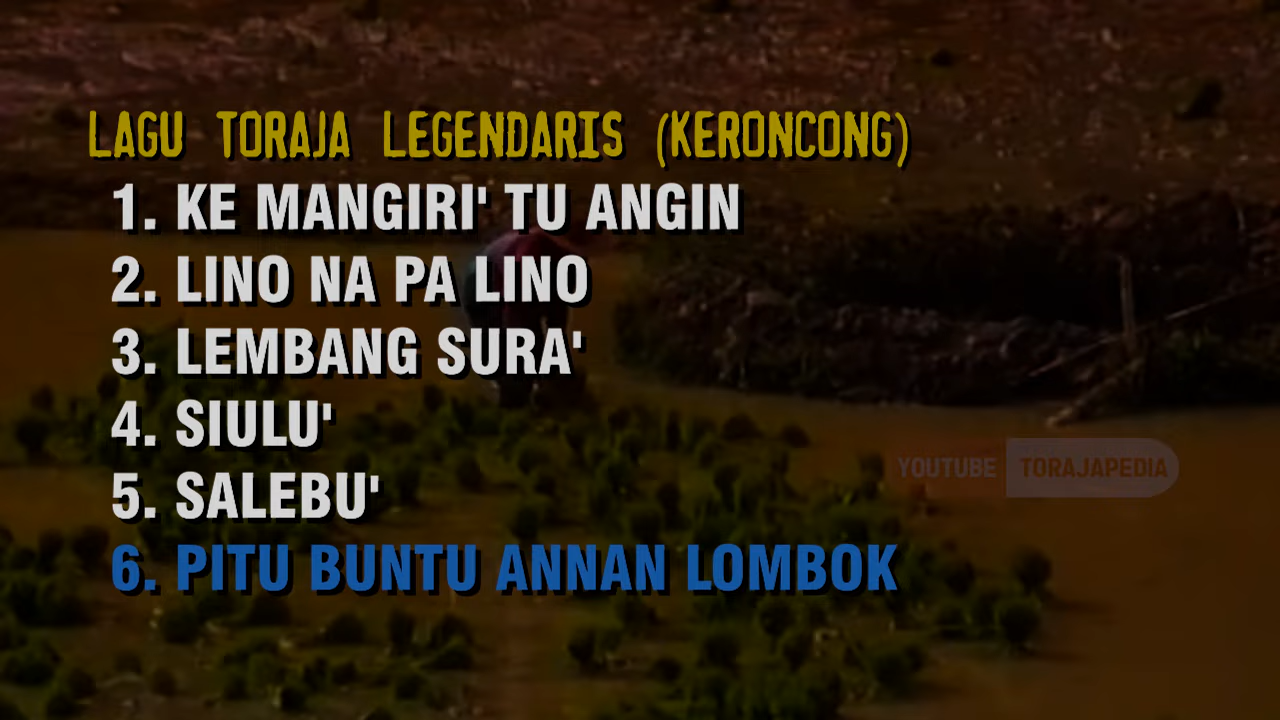 LAGU TORAJA LEGENDARIS (KERONCONG)
1. KE MANGIRI' TU ANGIN
2. LINO NA PA LINO
3. LEMBANG SURA'
4. SIULU'
5. SALEBU'
YOUTUBE TORAJAPEDIA
6. PITU BUNTU ANNAN LOMBOK